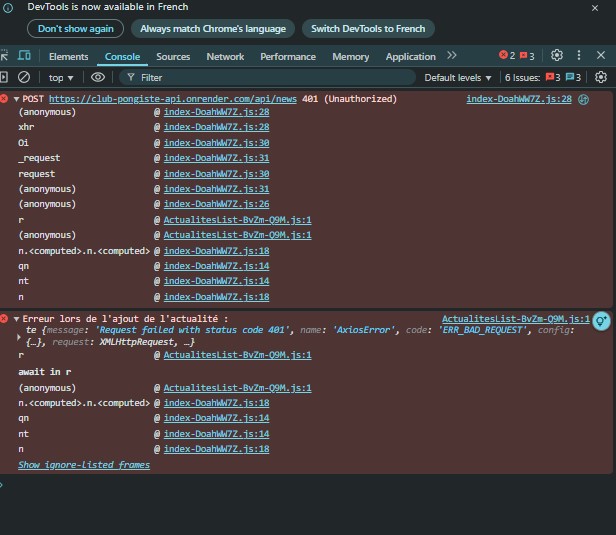 DevTools is now available in French
Don't show again Always match Chrome's language Switch DevTools to French
Elements Console Sources Network Performance Memory Application 2 3
top Filter Default levels 6 Issues: 3 3
POST https://club-pongiste-api.onrender.com/api/news 401 (Unauthorized) index-DoahWW7Z.js:28
(anonymous) @ index-DoahWW7Z.js:28
xhr @ index-DoahWW7Z.js:28
Oi @ index-DoahWW7Z.js:30
_request @ index-DoahWW7Z.js:31
request @ index-DoahWW7Z.js:30
(anonymous) @ index-DoahWW7Z.js:31
(anonymous) @ index-DoahWW7Z.js:26
r @ ActualitesList-BvZm-Q9M.js:1
(anonymous) @ ActualitesList-BvZm-Q9M.js:1
n.<computed>.n.<computed> @ index-DoahWW7Z.js:18
qn @ index-DoahWW7Z.js:14
nt @ index-DoahWW7Z.js:14
n @ index-DoahWW7Z.js:18
Erreur lors de l'ajout de l'actualité : ActualitesList-BvZm-Q9M.js:1
te {message: 'Request failed with status code 401', name: 'AxiosError', code: 'ERR_BAD_REQUEST', config:
{…}, request: XMLHttpRequest, …}
r @ ActualitesList-BvZm-Q9M.js:1
await in r
(anonymous) @ ActualitesList-BvZm-Q9M.js:1
n.<computed>.n.<computed> @ index-DoahWW7Z.js:18
qn @ index-DoahWW7Z.js:14
nt @ index-DoahWW7Z.js:14
n @ index-DoahWW7Z.js:18
Show ignore-listed frames